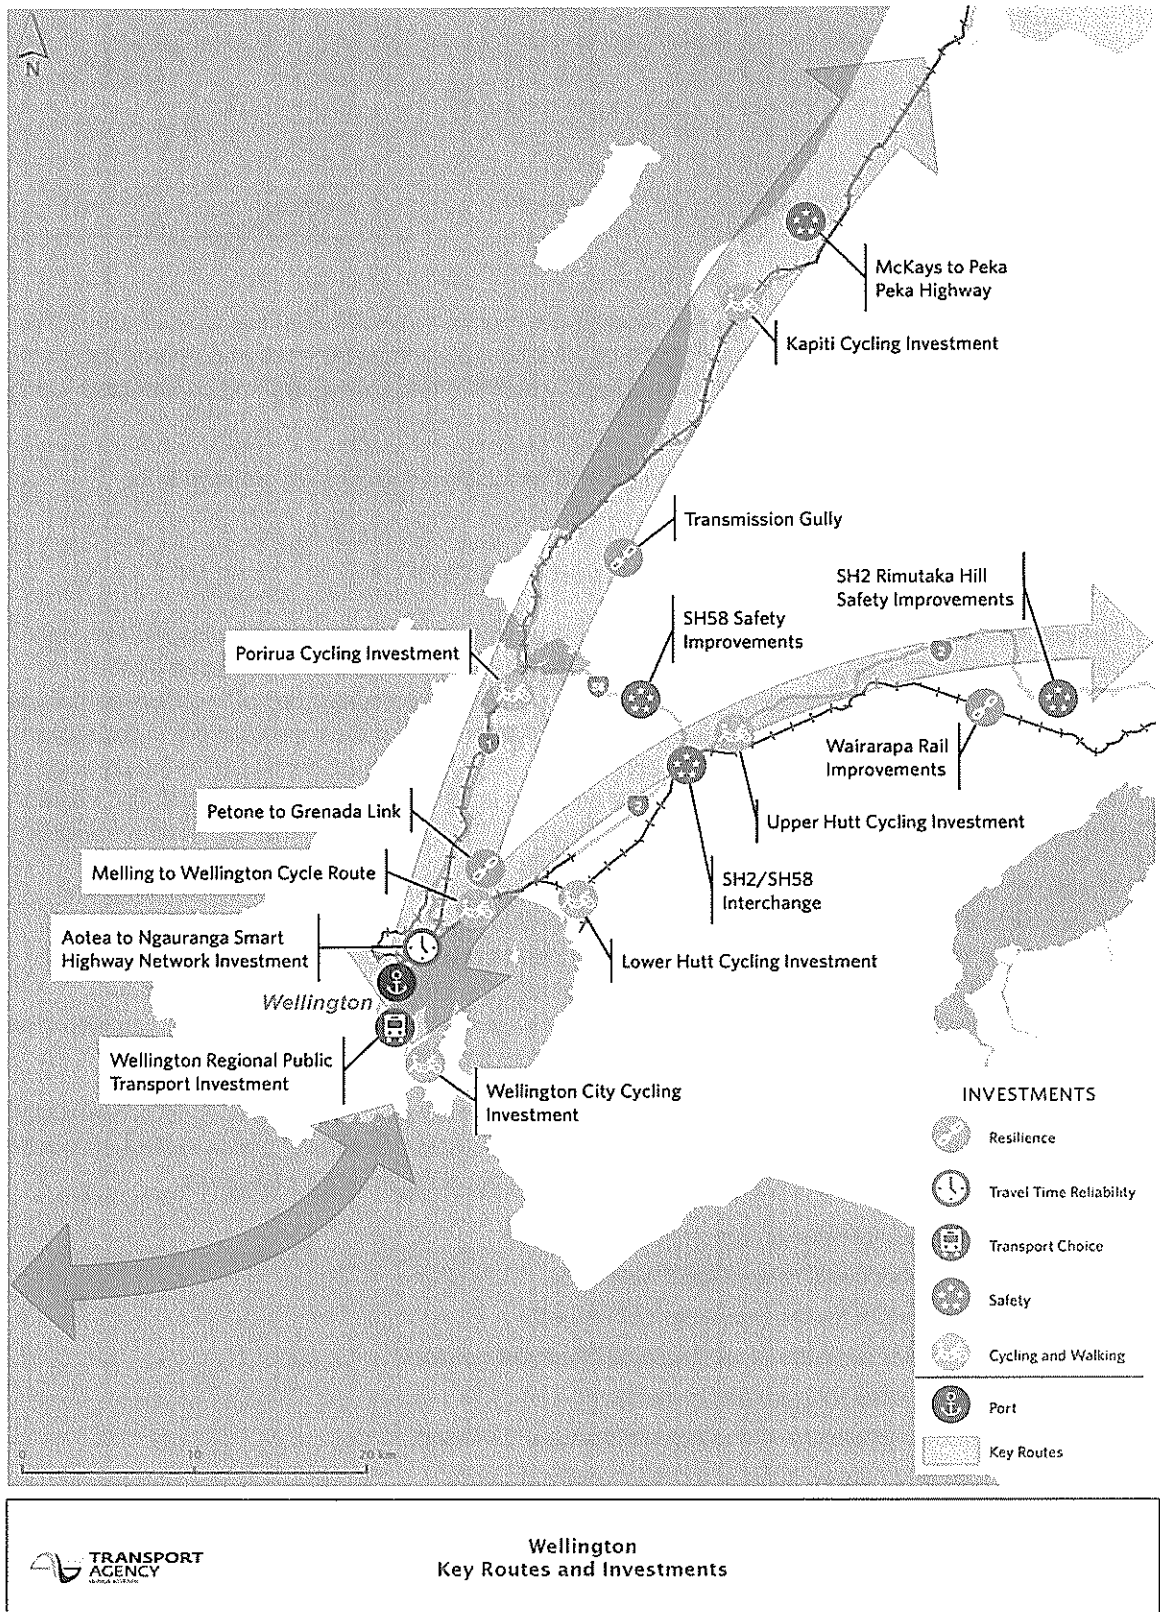 N
McKays to Peka
Peka Highway
Kapiti Cycling Investment
Transmission Gully
SH2 Rimutaka Hill
Safety Improvements
SH58 Safety
Improvements
Porirua Cycling Investment
Wairarapa Rail
Improvements
Petone to Grenada Link
Upper Hutt Cycling Investment
Melling to Wellington Cycle Route
SH2/SH58
Interchange
Aotea to Ngauranga Smart
Highway Network Investment
Lower Hutt Cycling Investment
Wellington
Wellington Regional Public
Transport Investment
Wellington City Cycling
Investment
INVESTMENTS
Resilience
Travel Time Reliability
Transport Choice
Safety
Cycling and Walking
Port
Key Routes
0 10 20 km
TRANSPORT
AGENCY
Wellington
Key Routes and Investments